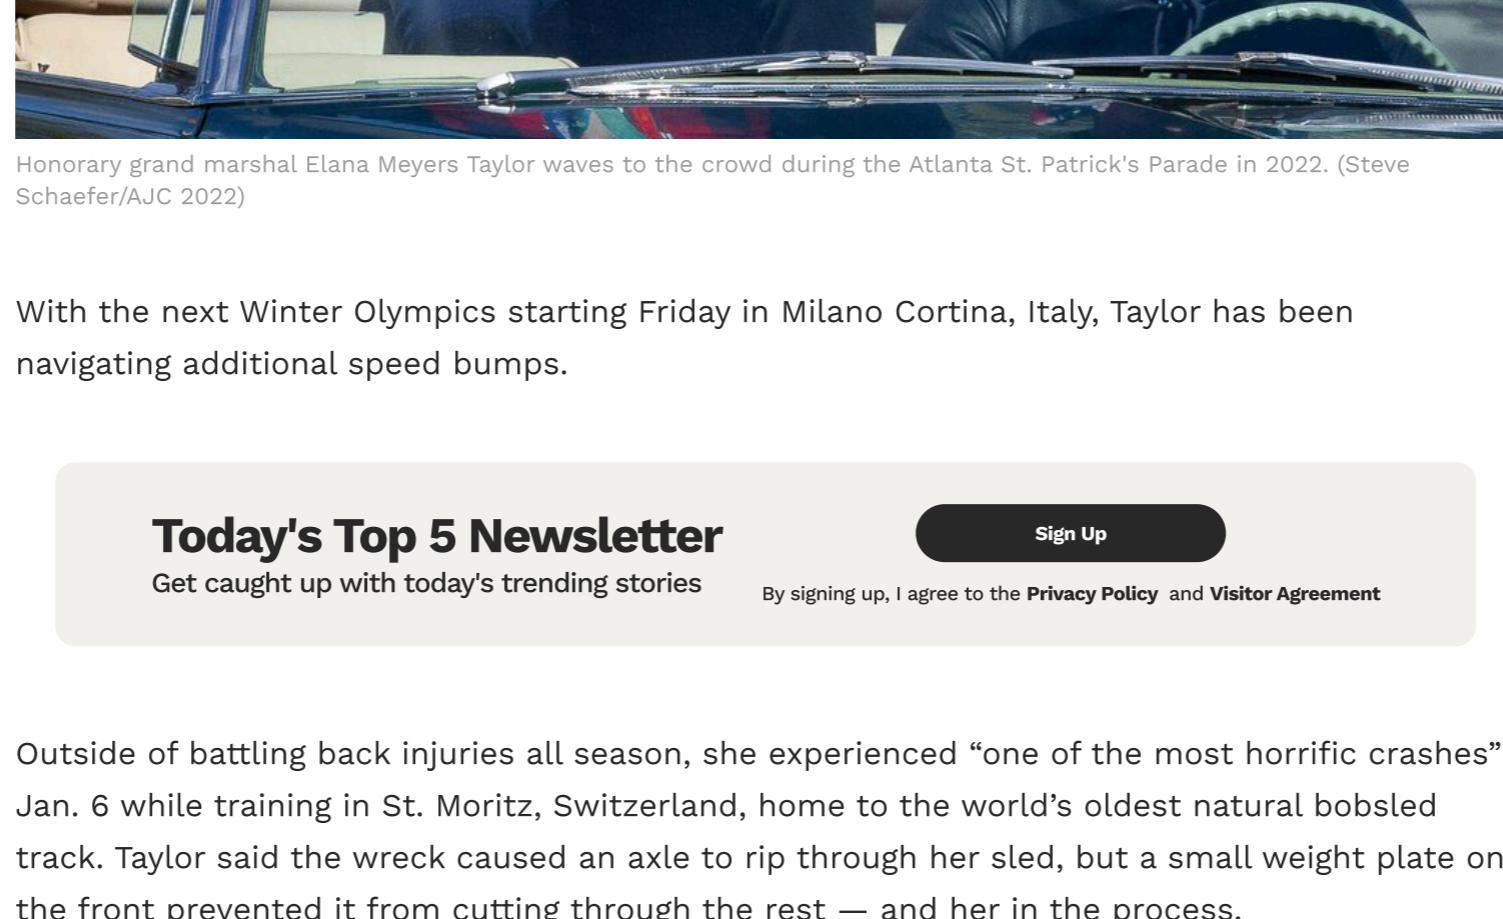 Honorary grand marshal Elana Meyers Taylor waves to the crowd during the Atlanta St. Patrick's Parade in 2022. (Steve
Schaefer/AJC 2022)
With the next Winter Olympics starting Friday in Milano Cortina, Italy, Taylor has been
navigating additional speed bumps.
Today's Top 5 Newsletter
Get caught up with today's trending stories
Sign Up
By signing up, I agree to the Privacy Policy and Visitor Agreement
Outside of battling back injuries all season, she experienced “one of the most horrific crashes”
Jan. 6 while training in St. Moritz, Switzerland, home to the world’s oldest natural bobsled
track. Taylor said the wreck caused an axle to rip through her sled, but a small weight plate on
the front prevented it from cutting through the rest — and her in the process.